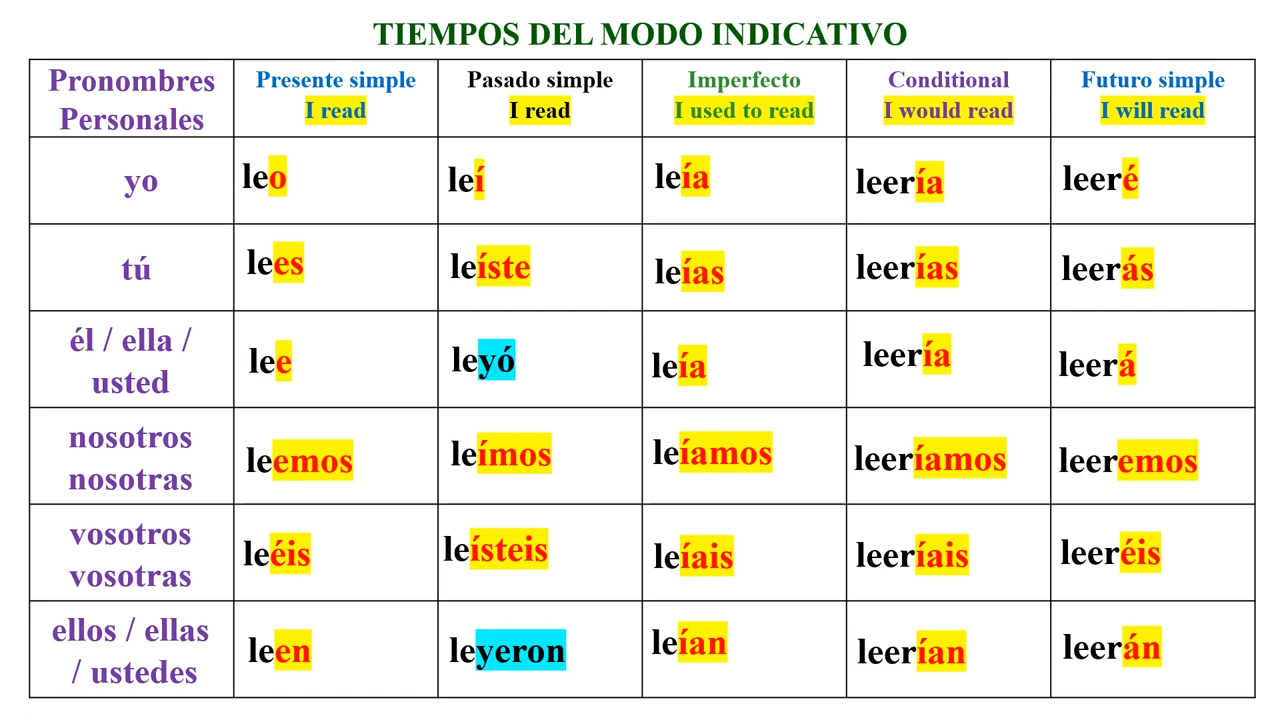 TIEMPOS DEL MODO INDICATIVO
Pronombres Personales | Presente simple I read | Pasado simple I read | Imperfecto I used to read | Conditional I would read | Futuro simple I will read
yo | leo | leí | leía | leería | leeré
tú | lees | leíste | leías | leerías | leerás
él / ella / usted | lee | leyó | leía | leería | leerá
nosotros nosotras | leemos | leímos | leíamos | leeríamos | leeremos
vosotros vosotras | leéis | leísteis | leíais | leeríais | leeréis
ellos / ellas / ustedes | leen | leyeron | leían | leerían | leerán